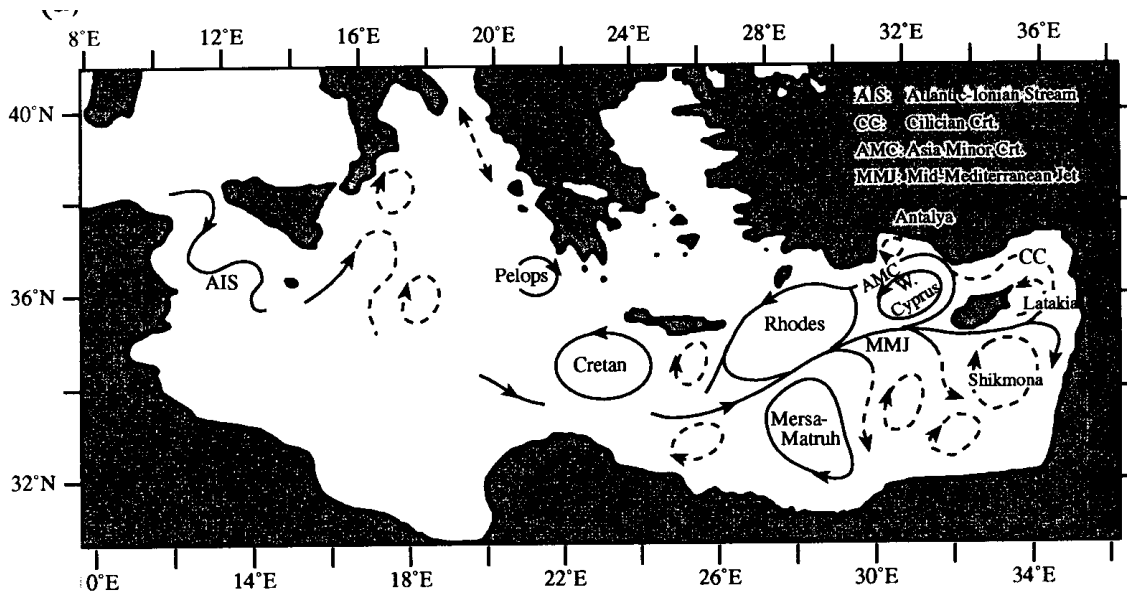 8°E 12°E 16°E 20°E 24°E 28°E 32°E 36°E
40°N
38°N
36°N
32°N
AIS: Atlantic-Ionian Stream
CC: Cilician Crt.
AMC: Asia Minor Crt.
MMJ: Mid-Mediterranean Jet
Antalya
CC
AMC
W.
Cyprus
Latakia
AIS
Pelops
Rhodes
MMJ
Cretan
Shikmona
Mersa-
Matruh
0°E 14°E 18°E 22°E 26°E 30°E 34°E